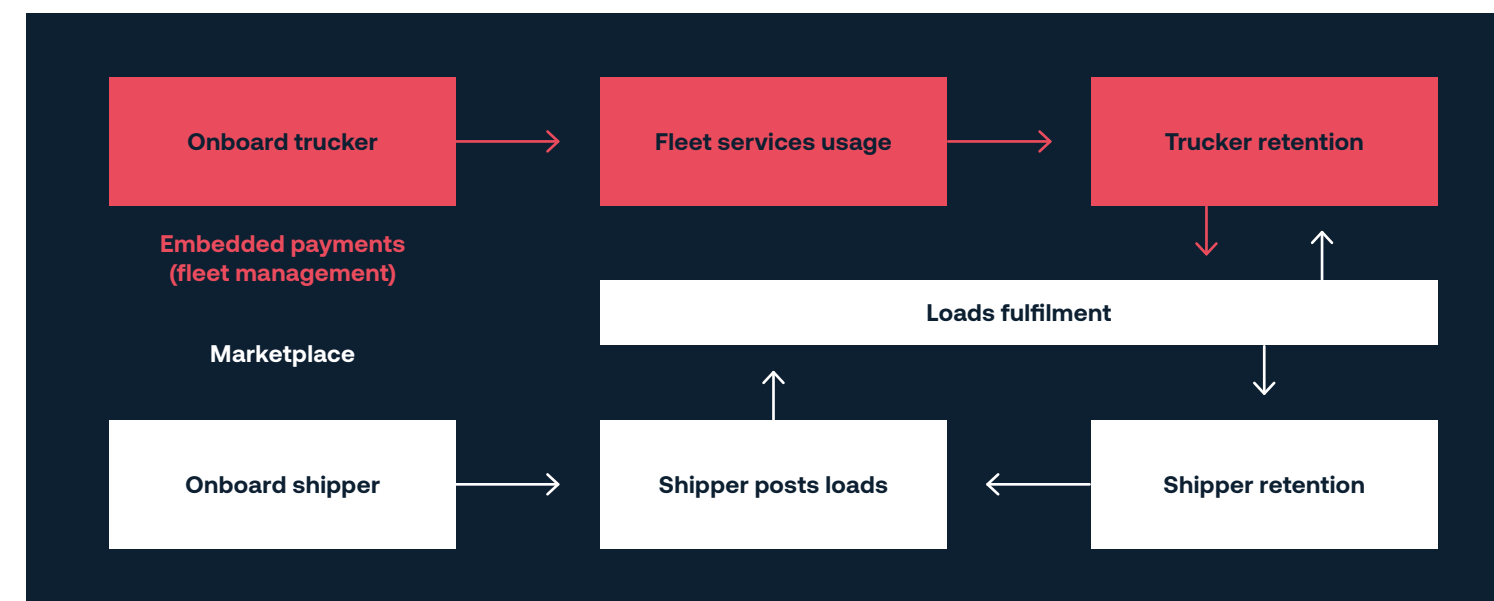 Onboard trucker
Fleet services usage
Trucker retention
Embedded payments
(fleet management)
Loads fulfilment
Marketplace
Onboard shipper
Shipper posts loads
Shipper retention